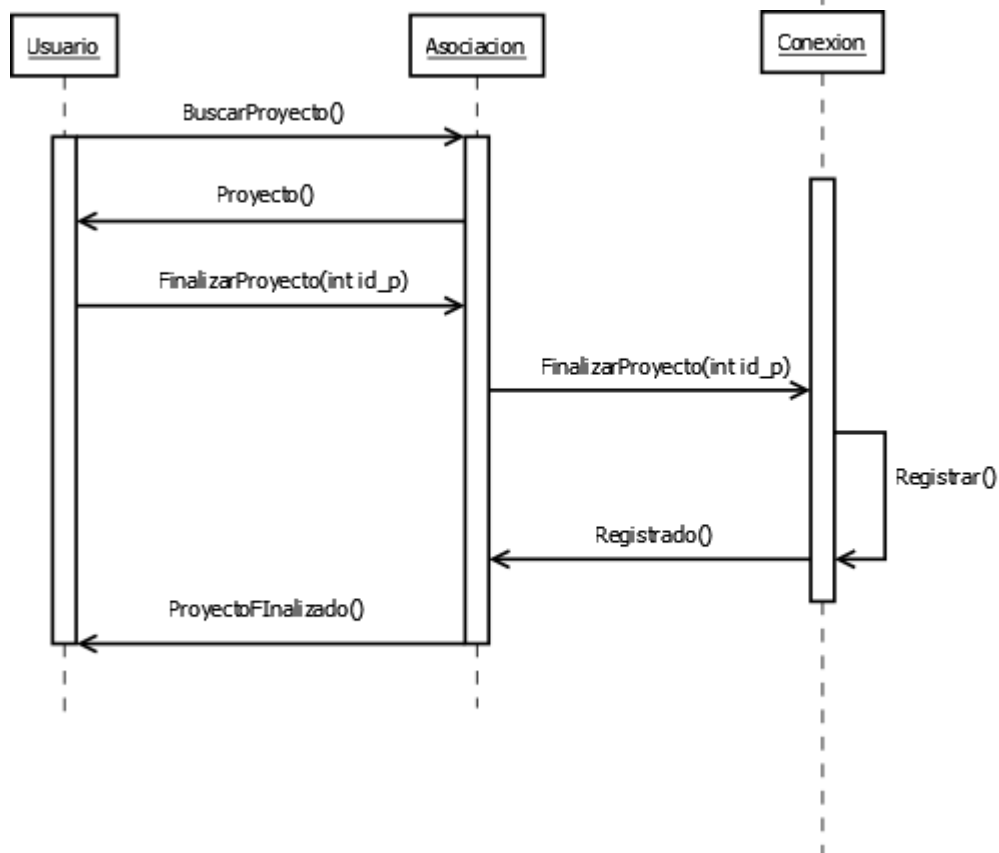 Usuario
Asociacion
Conexion
BuscarProyecto()
Proyecto()
FinalizarProyecto(int id_p)
FinalizarProyecto(int id_p)
Registrar()
Registrado()
ProyectoFInalizado()